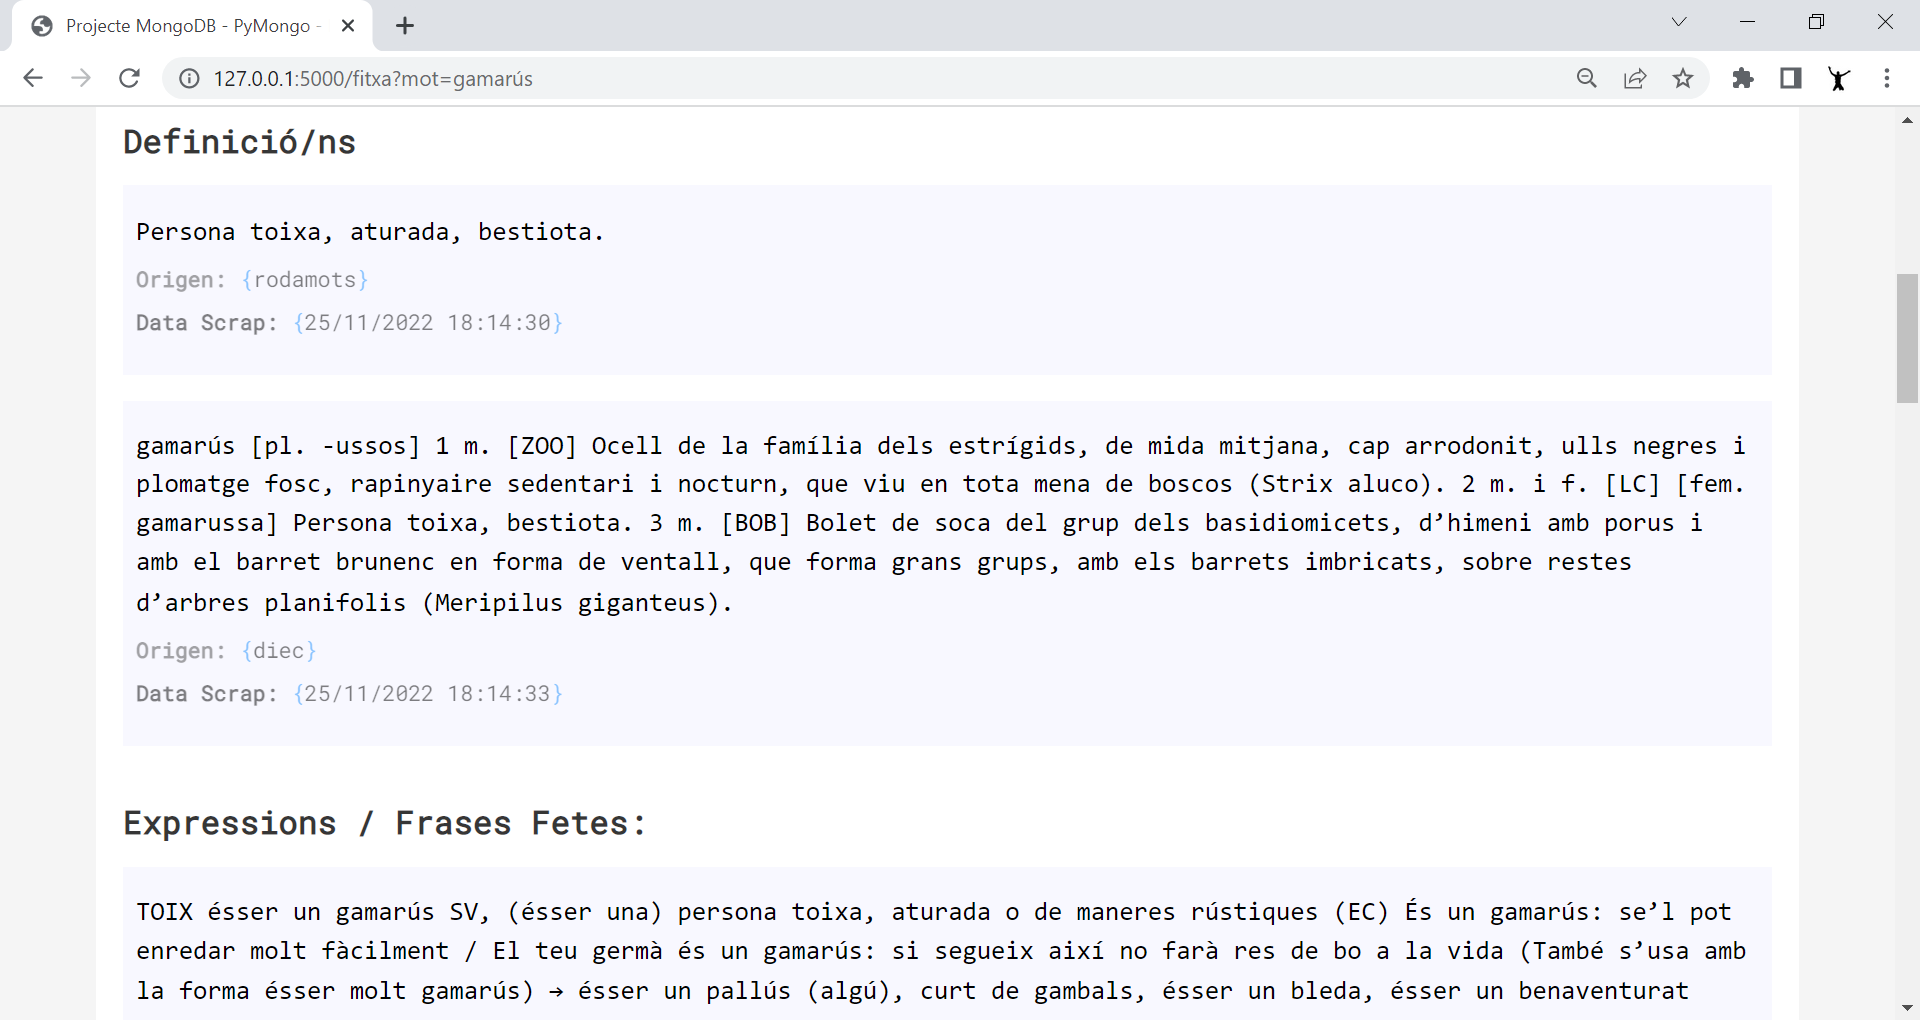 Projecte MongoDB - PyMongo -
127.0.0.1:5000/fitxa?mot=gamarús
Definició/ns
Persona toixa, aturada, bestiota.
Origen: {rodamots}
Data Scrap: {25/11/2022 18:14:30}
gamarús [pl. -ussos] 1 m. [ZOO] Ocell de la família dels estrígids, de mida mitjana, cap arrodonit, ulls negres i
plomatge fosc, rapinyaire sedentari i nocturn, que viu en tota mena de boscos (Strix aluco). 2 m. i f. [LC] [fem.
gamarussa] Persona toixa, bestiota. 3 m. [BOB] Bolet de soca del grup dels basidiomicets, d’himeni amb porus i
amb el barret brunenc en forma de ventall, que forma grans grups, amb els barrets imbricats, sobre restes
d’arbres planifolis (Meripilus giganteus).
Origen: {diec}
Data Scrap: {25/11/2022 18:14:33}
Expressions / Frases Fetes:
TOIX ésser un gamarús SV, (ésser una) persona toixa, aturada o de maneres rústiques (EC) És un gamarús: se’l pot
enredar molt fàcilment / El teu germà és un gamarús: si segueix així no farà res de bo a la vida (També s’usa amb
la forma ésser molt gamarús) → ésser un pallús (algú), curt de gambals, ésser un bleda, ésser un benaventurat